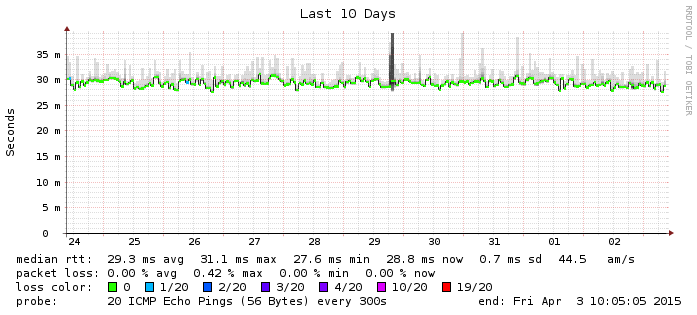 Last 10 Days
RRDTOOL / TOBI OETIKER
Seconds
35 m
30 m
25 m
20 m
15 m
10 m
5 m
0
24 25 26 27 28 29 30 31 01 02
median rtt: 29.3 ms avg 31.1 ms max 27.6 ms min 28.8 ms now 0.7 ms sd 44.5 am/s
packet loss: 0.00 % avg 0.42 % max 0.00 % min 0.00 % now
loss color: 0 1/20 2/20 3/20 4/20 10/20 19/20
probe: 20 ICMP Echo Pings (56 Bytes) every 300s end: Fri Apr 3 10:05:05 2015